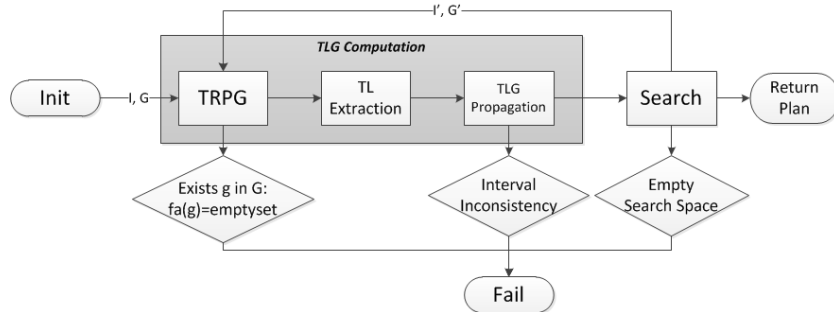 I', G'
TLG Computation
Init
I, G
TRPG
TL
Extraction
TLG
Propagation
Search
Return
Plan
Exists g in G:
fa(g)=emptyset
Interval
Inconsistency
Empty
Search Space
Fail